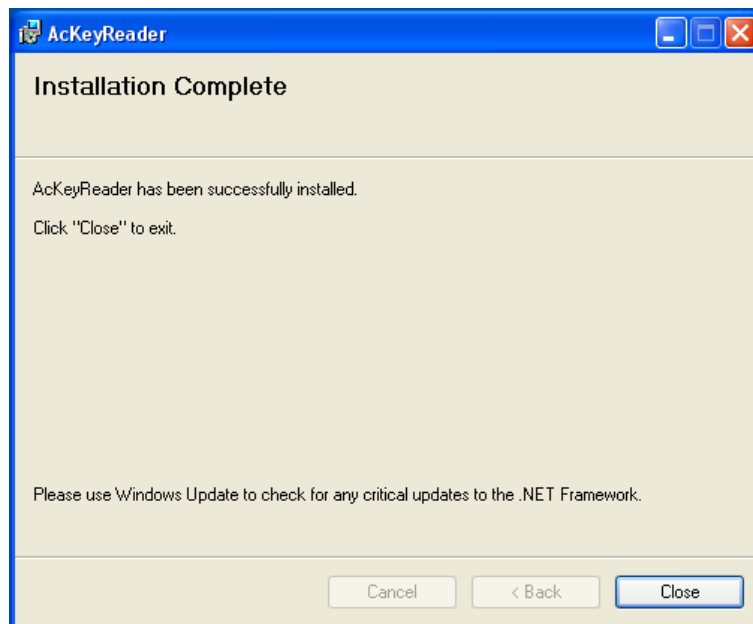 AcKeyReader
Installation Complete
AcKeyReader has been successfully installed.
Click "Close" to exit.
Please use Windows Update to check for any critical updates to the .NET Framework.
Cancel
< Back
Close